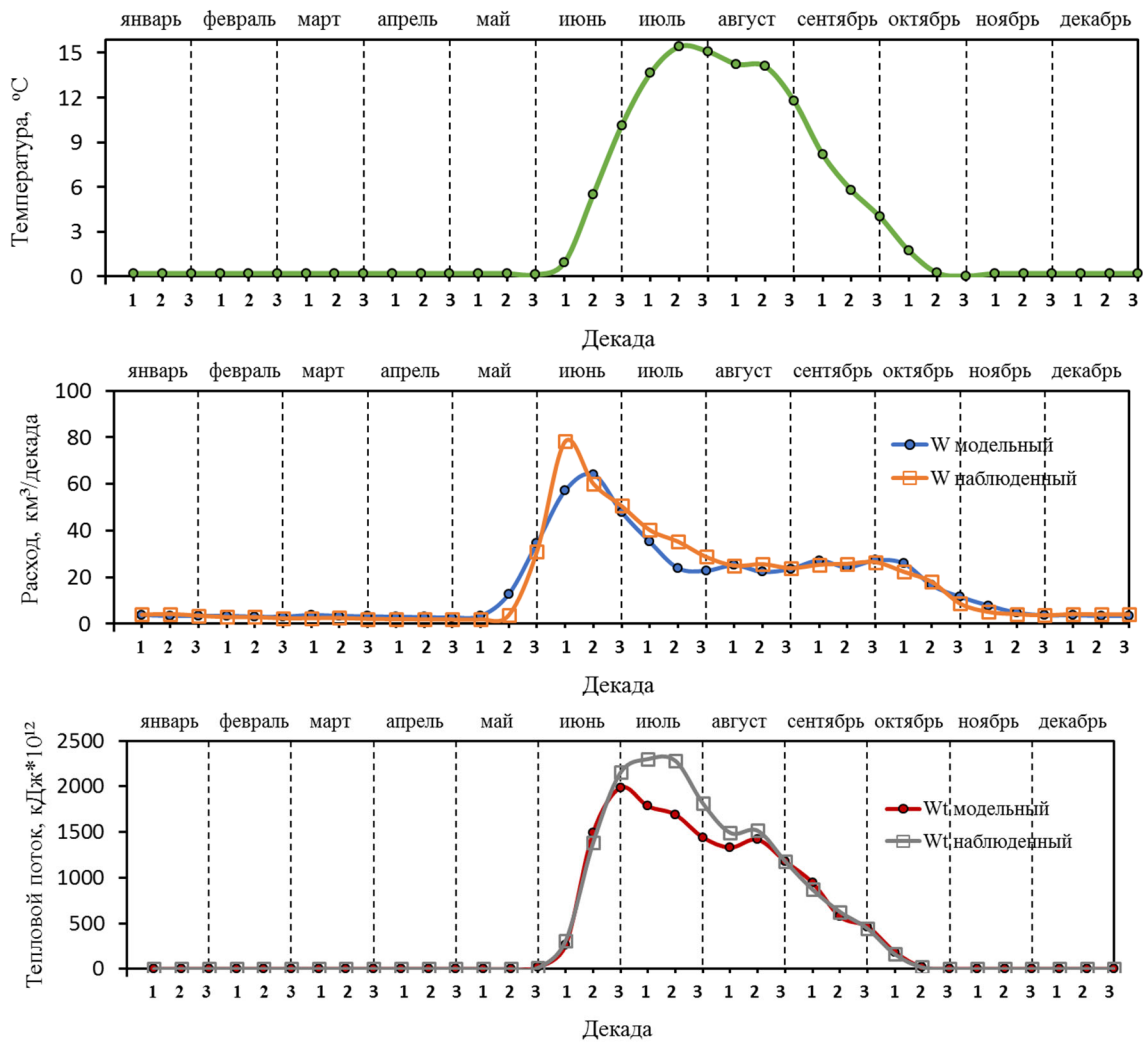 январь февраль март апрель май июнь июль август сентябрь октябрь ноябрь декабрь
15
12
9
6
3
0
Температура, ºC
1 2 3 1 2 3 1 2 3 1 2 3 1 2 3 1 2 3 1 2 3 1 2 3 1 2 3 1 2 3 1 2 3 1 2 3
Декада
январь февраль март апрель май июнь июль август сентябрь октябрь ноябрь декабрь
100
80
60
40
20
0
Расход, км³/декада
W модельный
W наблюденный
1 2 3 1 2 3 1 2 3 1 2 3 1 2 3 1 2 3 1 2 3 1 2 3 1 2 3 1 2 3 1 2 3 1 2 3
Декада
январь февраль март апрель май июнь июль август сентябрь октябрь ноябрь декабрь
2500
2000
1500
1000
500
0
Тепловой поток, кДж*10¹²
Wt модельный
Wt наблюденный
1 2 3 1 2 3 1 2 3 1 2 3 1 2 3 1 2 3 1 2 3 1 2 3 1 2 3 1 2 3 1 2 3 1 2 3
Декада